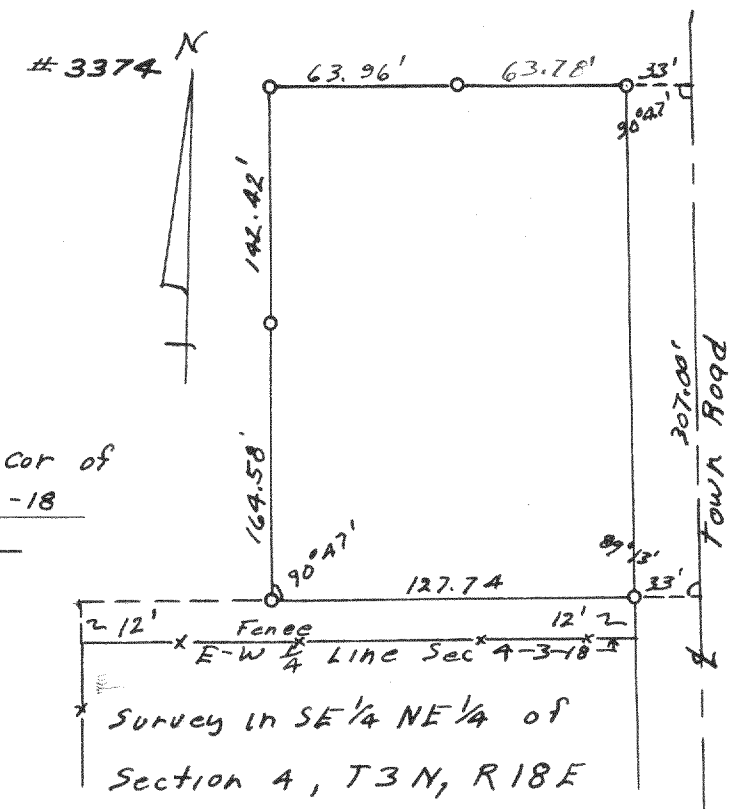 # 3374
N
63.96'
63.78'
33'
90°47'
142.42'
164.58'
307.00'
Town Road
Cor of
-18
90°47'
127.74
89°13'
33'
~ 12'
Fence
12' ~
E-W 1/4 Line Sec 4-3-18
Survey in SE 1/4 NE 1/4 of
Section 4, T3N, R18E